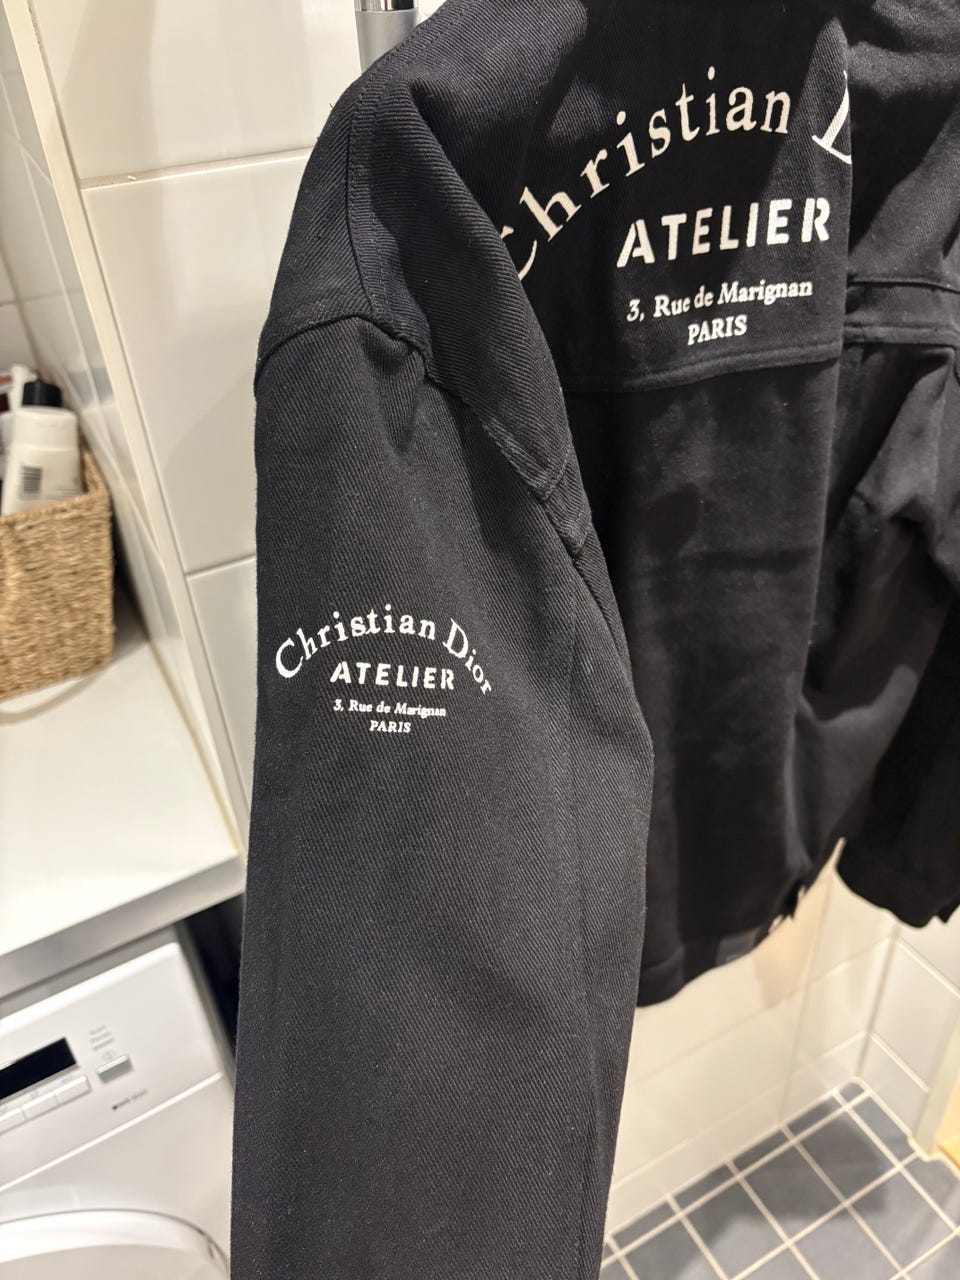 Christian D
ATELIER
3, Rue de Marignan
PARIS
Christian Dior
ATELIER
3, Rue de Marignan
PARIS